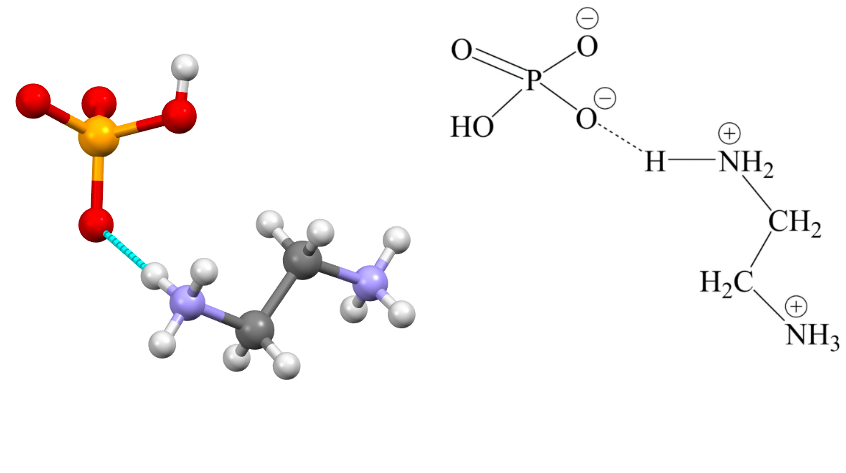 ⊖
O
O
P
⊖
O
HO
⊕
H
NH2
CH2
H2C
⊕
NH3